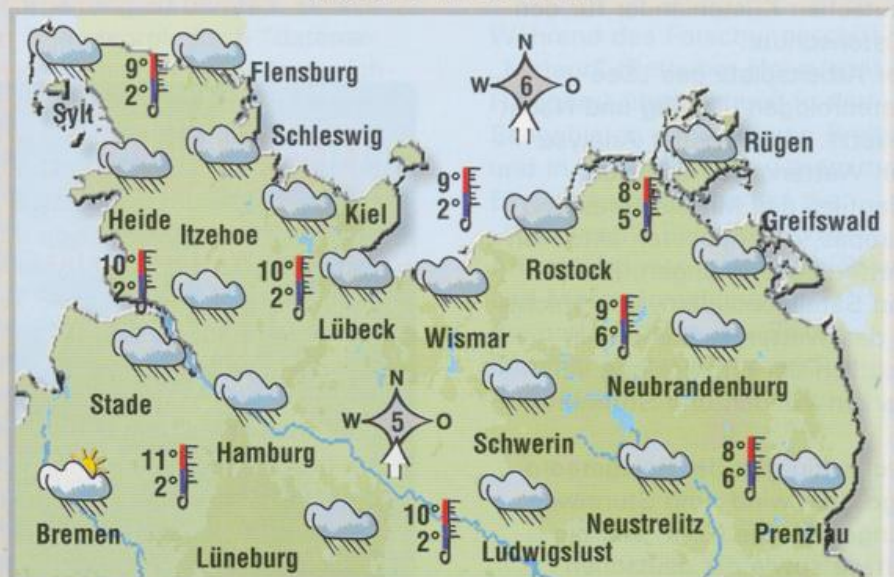 N
W 6 O
9°
2°
Flensburg
Sylt
Schleswig
Rügen
9°
2°
8°
5°
Heide
Itzehoe
Kiel
Greifswald
10°
2°
10°
2°
Rostock
Lübeck
Wismar
9°
6°
Stade
Neubrandenburg
N
W 5 O
Hamburg
Schwerin
11°
2°
8°
6°
Bremen
10°
2°
Neustrelitz
Prenzlau
Lüneburg
Ludwigslust